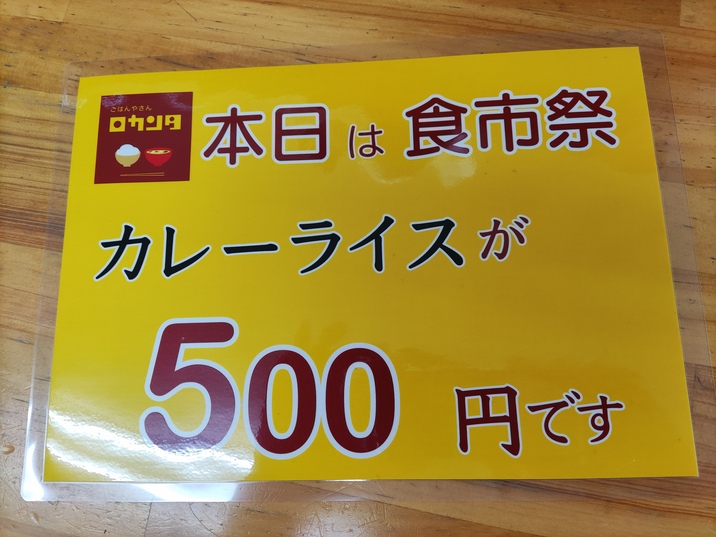 ごはんやさん
ロカンタ
本日は食市祭
カレーライスが
500円です